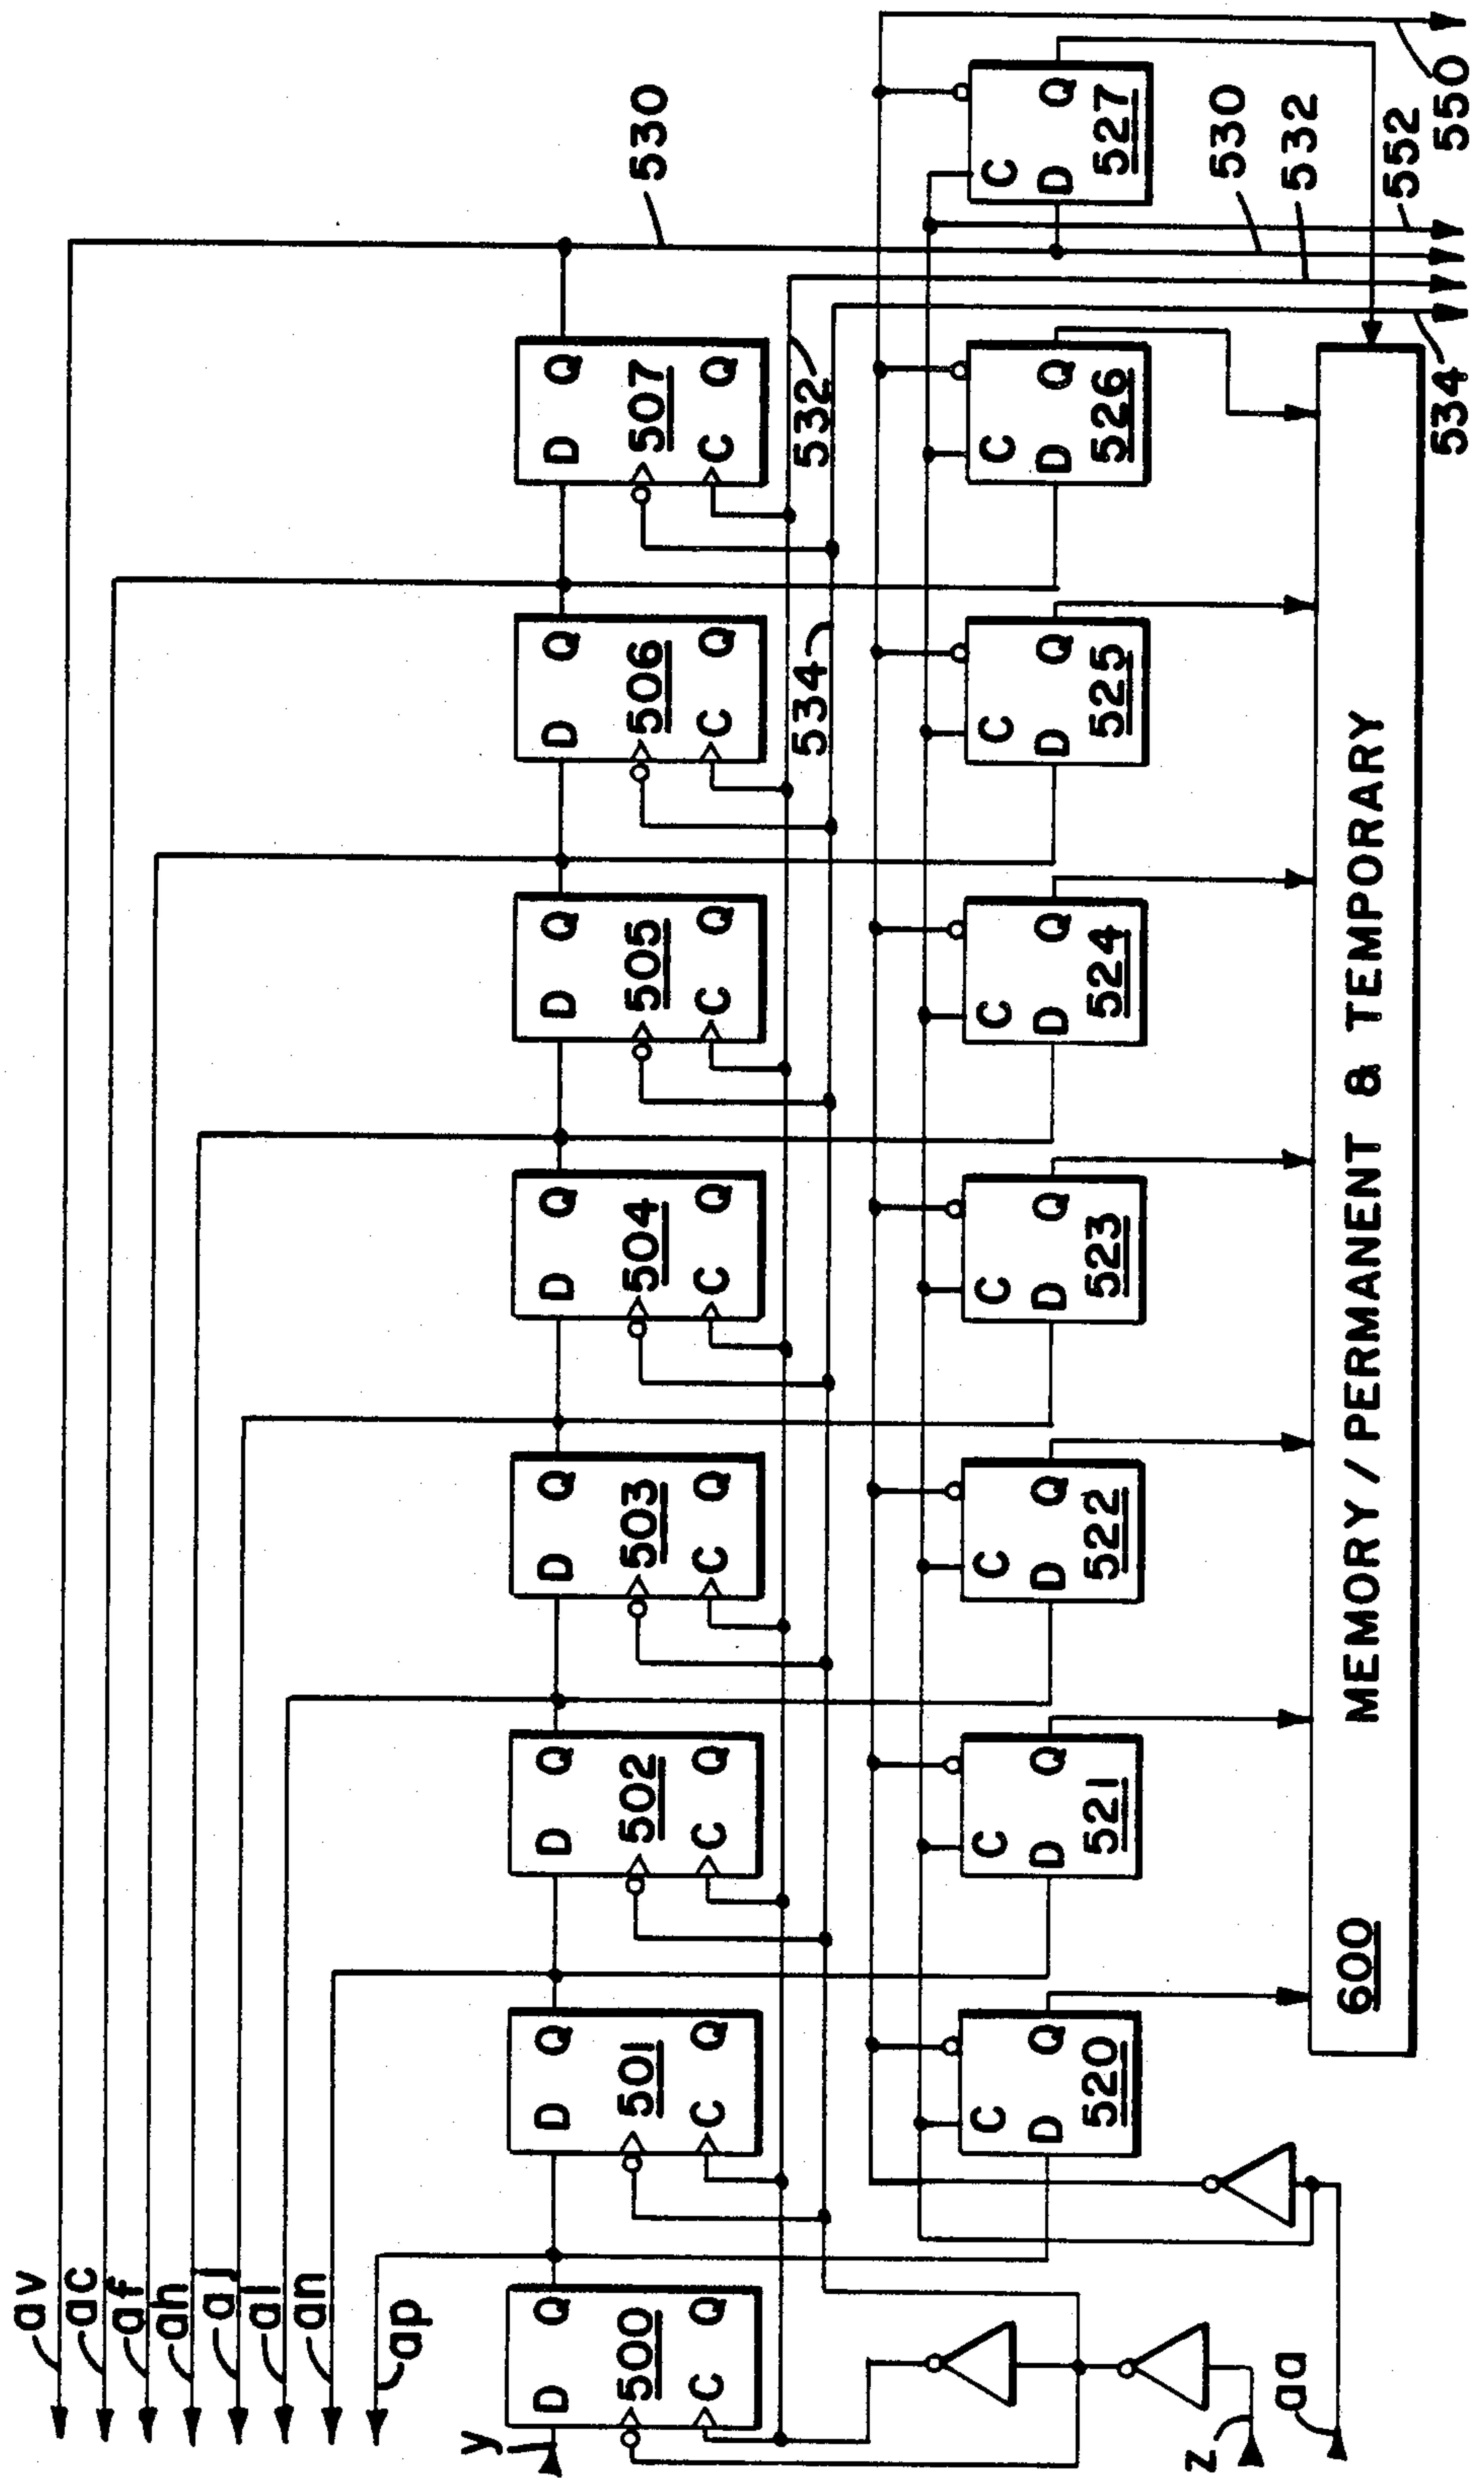 av
ac
af
ah
aj
al
an
ap
y
z
aa
D Q
500
C Q
D Q
501
C Q
D Q
502
C Q
D Q
503
C Q
D Q
504
C Q
D Q
505
C Q
D Q
506
C Q
D Q
507
C Q
530
532
534
C
D Q
520
C
D Q
521
C
D Q
522
C
D Q
523
C
D Q
524
C
D Q
525
C
D Q
526
C
D Q
527
600 MEMORY / PERMANENT & TEMPORARY
534
552
532
530
550